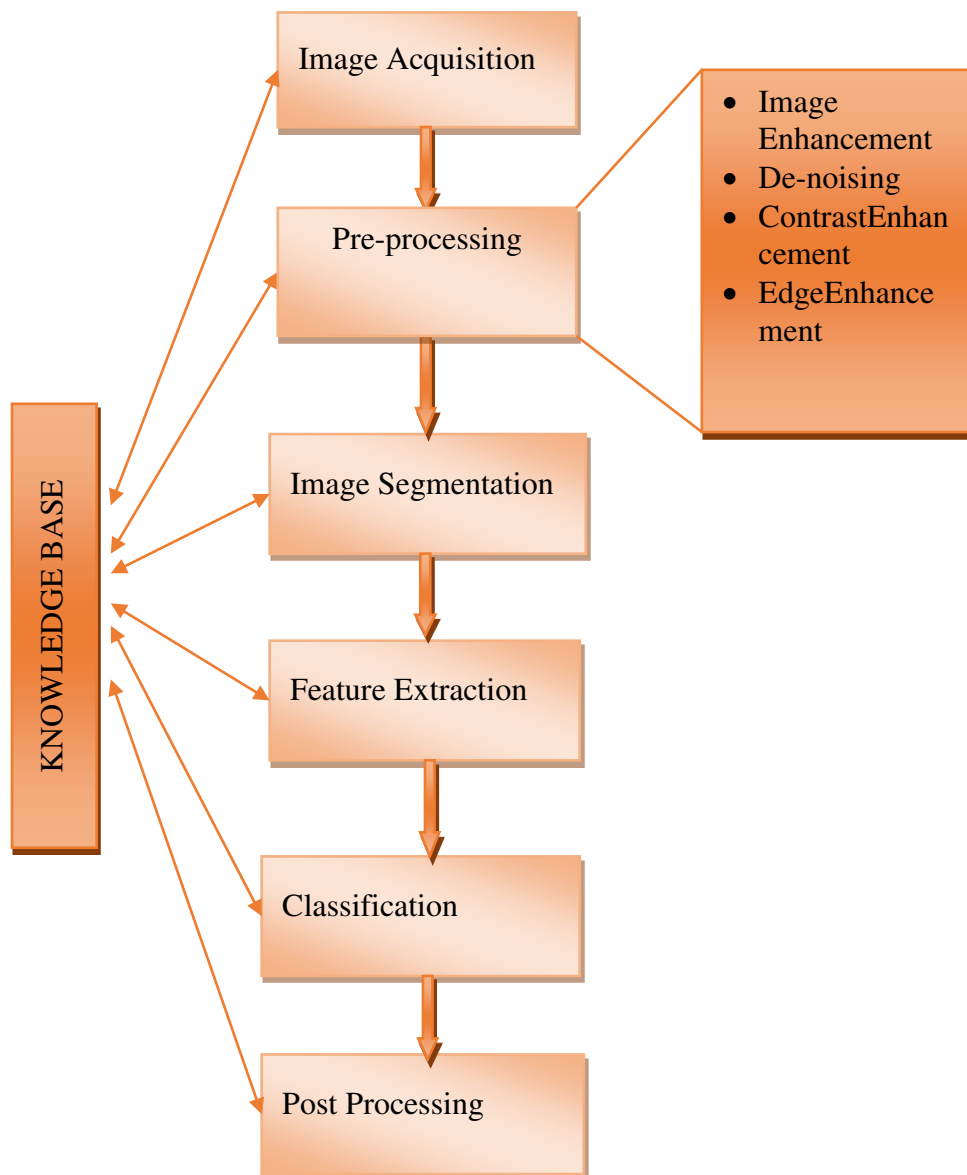 Image Acquisition
Pre-processing
• Image
Enhancement
• De-noising
• ContrastEnhan
cement
• EdgeEnhance
ment
Image Segmentation
KNOWLEDGE BASE
Feature Extraction
Classification
Post Processing